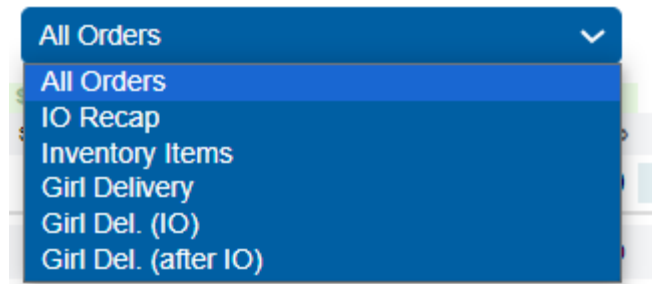 All Orders
All Orders
IO Recap
Inventory Items
Girl Delivery
Girl Del. (IO)
Girl Del. (after IO)